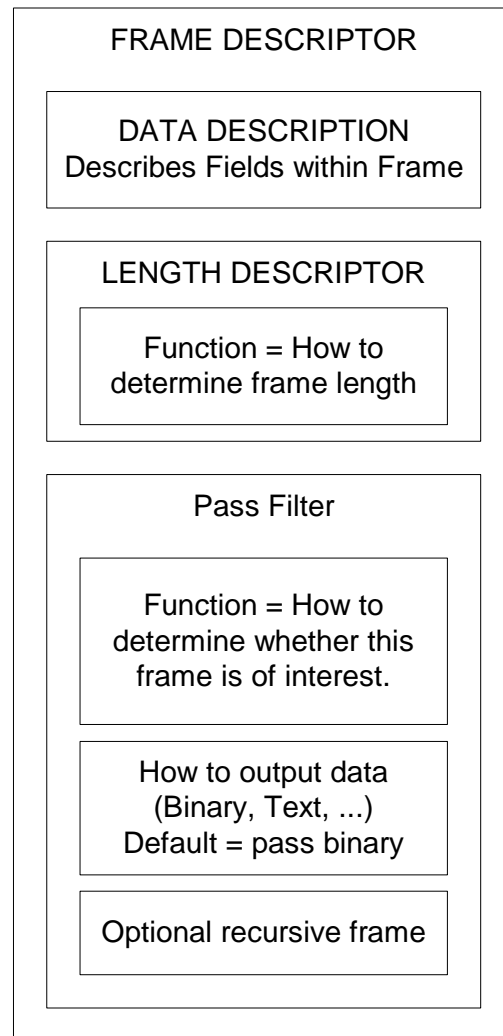 FRAME DESCRIPTOR
DATA DESCRIPTION
Describes Fields within Frame
LENGTH DESCRIPTOR
Function = How to
determine frame length
Pass Filter
Function = How to
determine whether this
frame is of interest.
How to output data
(Binary, Text, ...)
Default = pass binary
Optional recursive frame